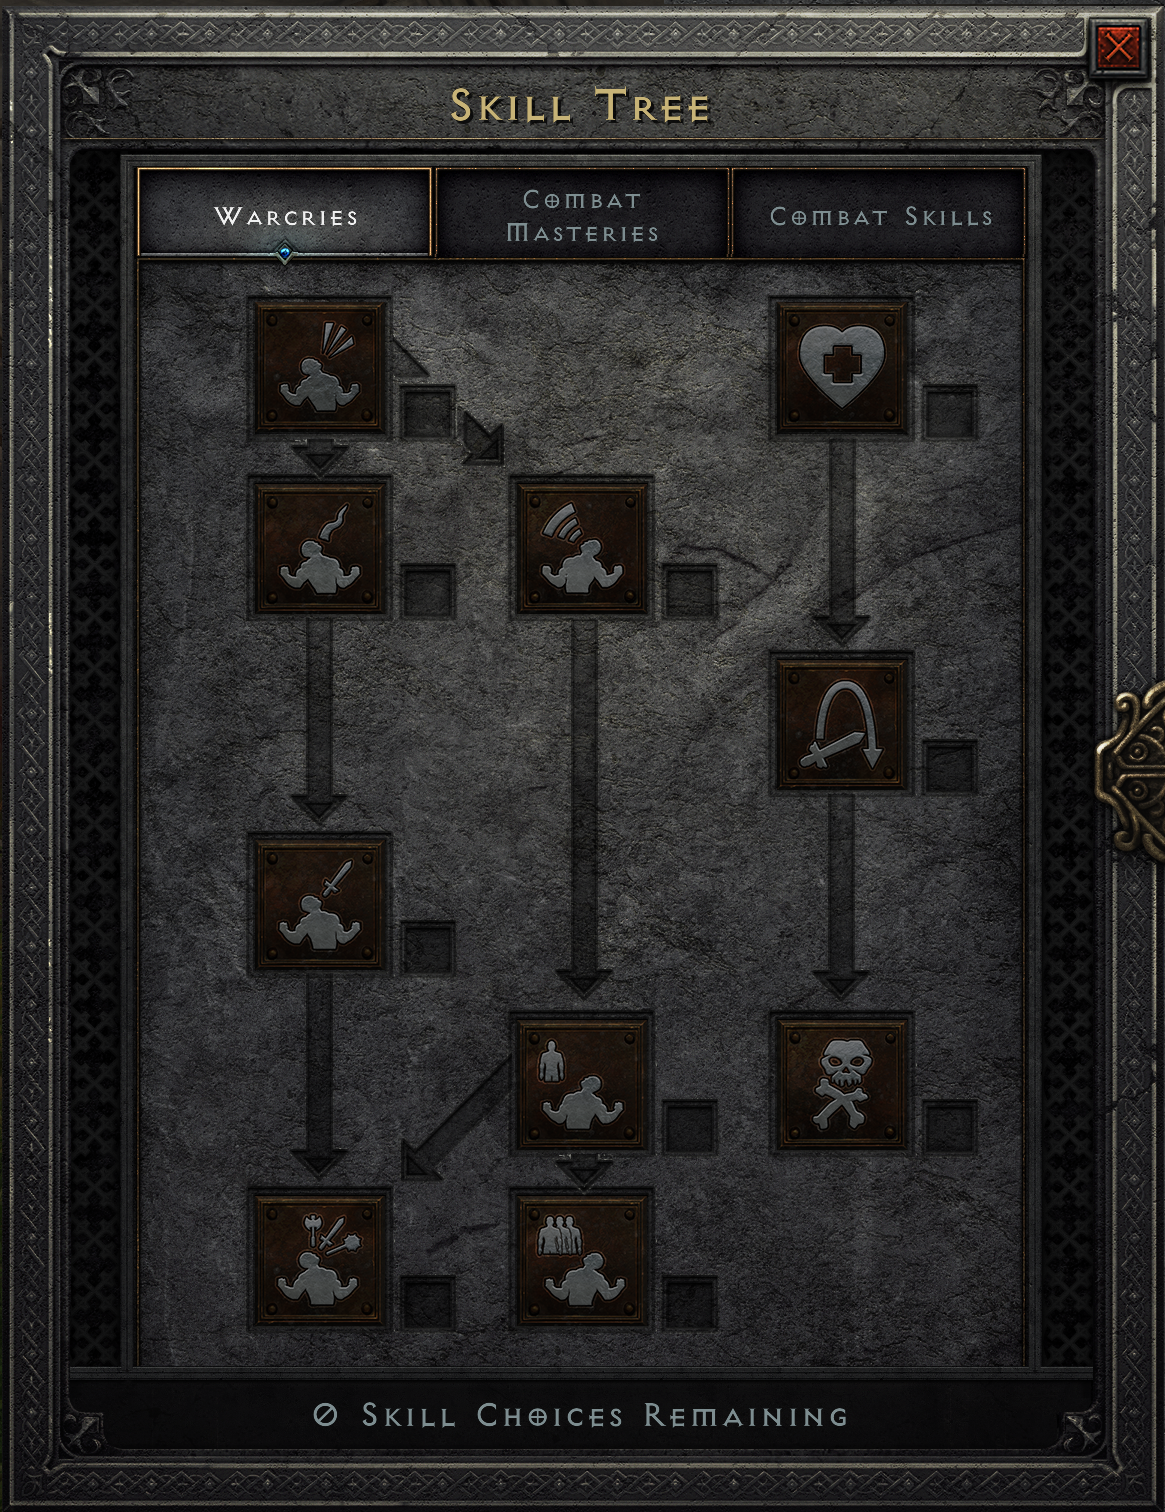 Skill Tree
Warcries
Combat
Masteries
Combat Skills
0 Skill Choices Remaining